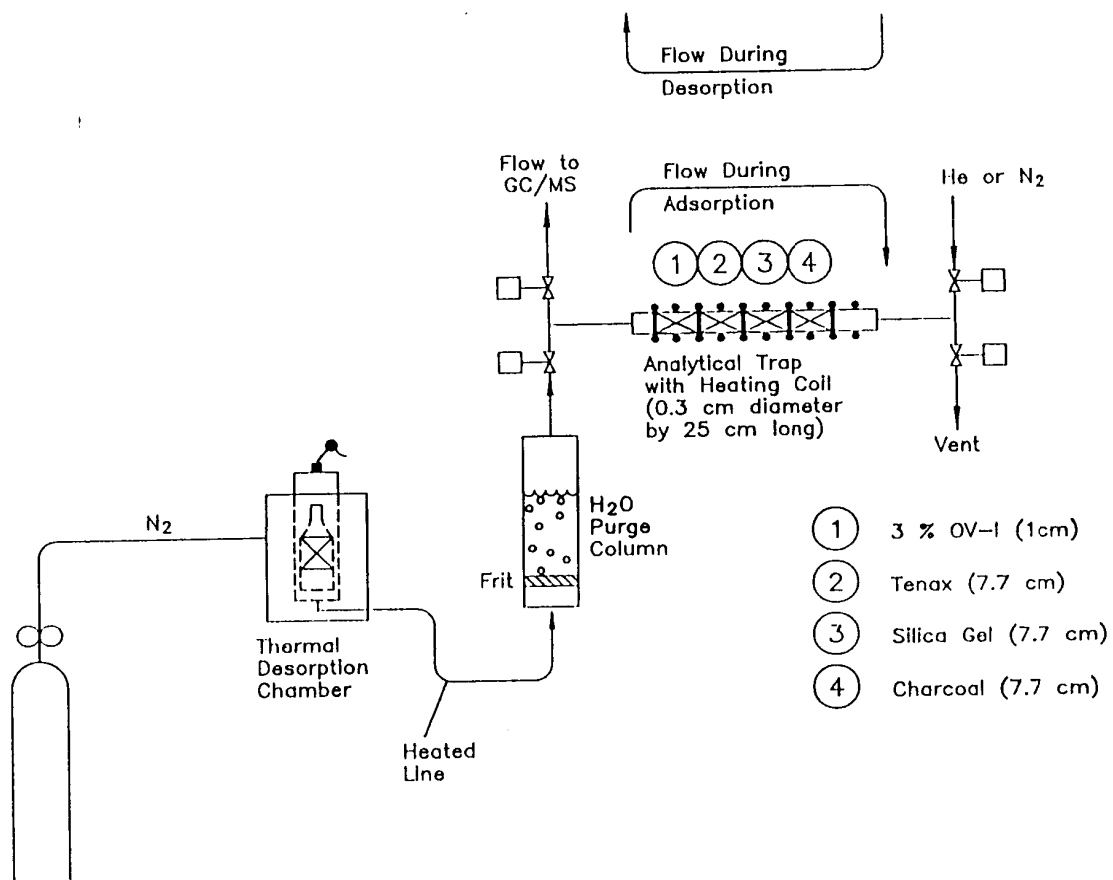 Flow During
Desorption
Flow to
GC/MS
Flow During
Adsorption
He or N₂
1 2 3 4
Analytical Trap
with Heating Coil
(0.3 cm diameter
by 25 cm long)
Vent
N₂
H₂O
Purge
Column
Frit
Thermal
Desorption
Chamber
Heated
Line
1 3 % OV-I (1cm)
2 Tenax (7.7 cm)
3 Silica Gel (7.7 cm)
4 Charcoal (7.7 cm)